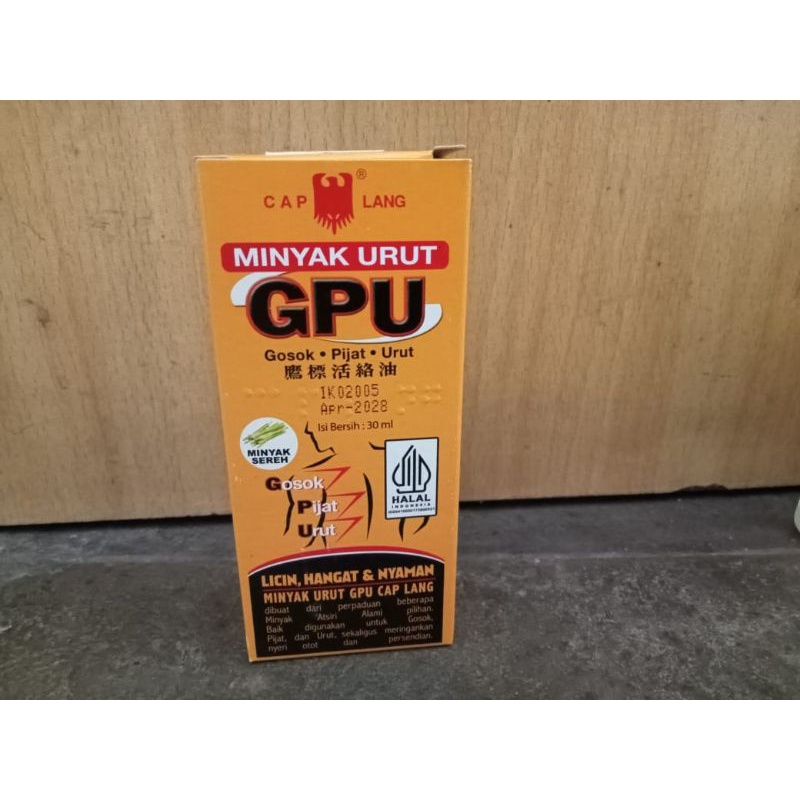 CAP LANG ®
MINYAK URUT
GPU
Gosok • Pijat • Urut
鷹標活絡油
1K02005
Apr-2028
Isi Bersih : 30 ml
MINYAK
SEREH
Gosok
Pijat
Urut
HALAL
INDONESIA
LICIN, HANGAT & NYAMAN
MINYAK URUT GPU CAP LANG
dibuat dari perpaduan beberapa
Minyak Atsiri Alami pilihan.
Baik digunakan untuk Gosok,
Pijat, dan Urut, sekaligus meringankan
nyeri otot dan persendian.